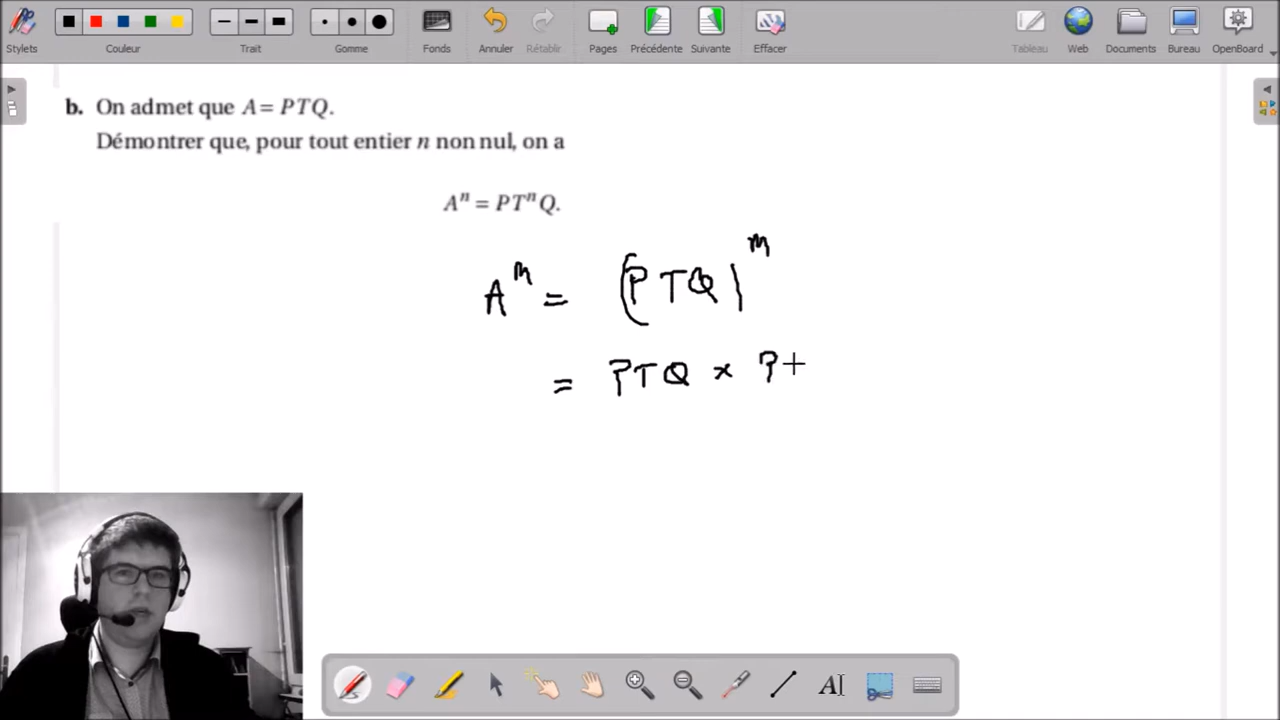 Stylets
Couleur
Trait
Gomme
Fonds
Annuler
Rétablir
Pages
Précédente
Suivante
Effacer
Tableau
Web
Documents
Bureau
OpenBoard
b. On admet que A = PTQ.
Démontrer que, pour tout entier n non nul, on a
Aⁿ = PTⁿQ.
Aⁿ = (PTQ)ⁿ
= PTQ × PT
AI